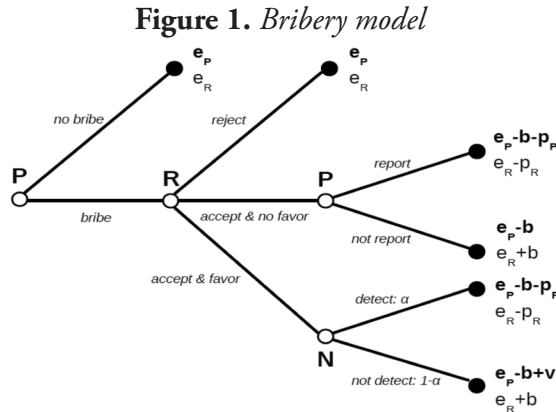 Figure 1. Bribery model
e_P
e_R
e_P
e_R
no bribe
reject
P
R
P
bribe
accept & no favor
report
e_P-b-p_P
e_R-p_R
not report
e_P-b
e_R+b
accept & favor
detect: α
e_P-b-p_P
e_R-p_R
N
not detect: 1-α
e_P-b+v
e_R+b